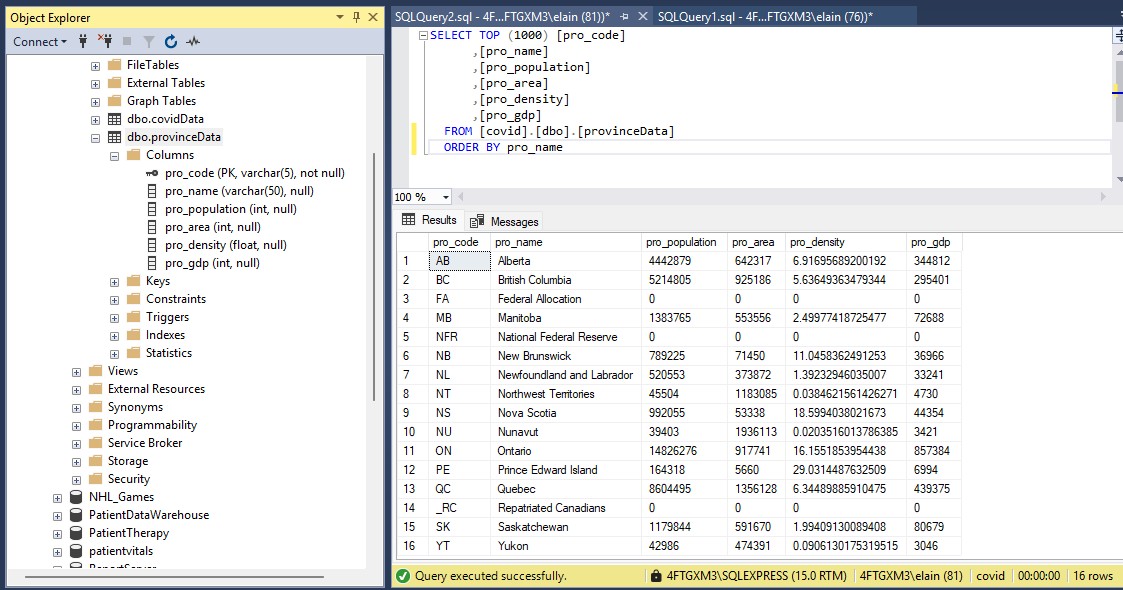 Object Explorer
Connect
FileTables
External Tables
Graph Tables
dbo.covidData
dbo.provinceData
Columns
pro_code (PK, varchar(5), not null)
pro_name (varchar(50), null)
pro_population (int, null)
pro_area (int, null)
pro_density (float, null)
pro_gdp (int, null)
Keys
Constraints
Triggers
Indexes
Statistics
Views
External Resources
Synonyms
Programmability
Service Broker
Storage
Security
NHL_Games
PatientDataWarehouse
PatientTherapy
patientvitals
ReportServer
SQLQuery2.sql - 4F...FTGXM3\elain (81))* SQLQuery1.sql - 4F...FTGXM3\elain (76))*
SELECT TOP (1000) [pro_code]
,[pro_name]
,[pro_population]
,[pro_area]
,[pro_density]
,[pro_gdp]
FROM [covid].[dbo].[provinceData]
ORDER BY pro_name
100 %
Results Messages
pro_code pro_name pro_population pro_area pro_density pro_gdp
1 AB Alberta 4442879 642317 6.91695689200192 344812
2 BC British Columbia 5214805 925186 5.63649363479344 295401
3 FA Federal Allocation 0 0 0 0
4 MB Manitoba 1383765 553556 2.49977418725477 72688
5 NFR National Federal Reserve 0 0 0 0
6 NB New Brunswick 789225 71450 11.0458362491253 36966
7 NL Newfoundland and Labrador 520553 373872 1.39232946035007 33241
8 NT Northwest Territories 45504 1183085 0.0384621561426271 4730
9 NS Nova Scotia 992055 53338 18.5994038021673 44354
10 NU Nunavut 39403 1936113 0.0203516013786385 3421
11 ON Ontario 14826276 917741 16.1551853954438 857384
12 PE Prince Edward Island 164318 5660 29.0314487632509 6994
13 QC Quebec 8604495 1356128 6.34489885910475 439375
14 _RC Repatriated Canadians 0 0 0 0
15 SK Saskatchewan 1179844 591670 1.99409130089408 80679
16 YT Yukon 42986 474391 0.0906130175319515 3046
Query executed successfully. 4FTGXM3\SQLEXPRESS (15.0 RTM) 4FTGXM3\elain (81) covid 00:00:00 16 rows